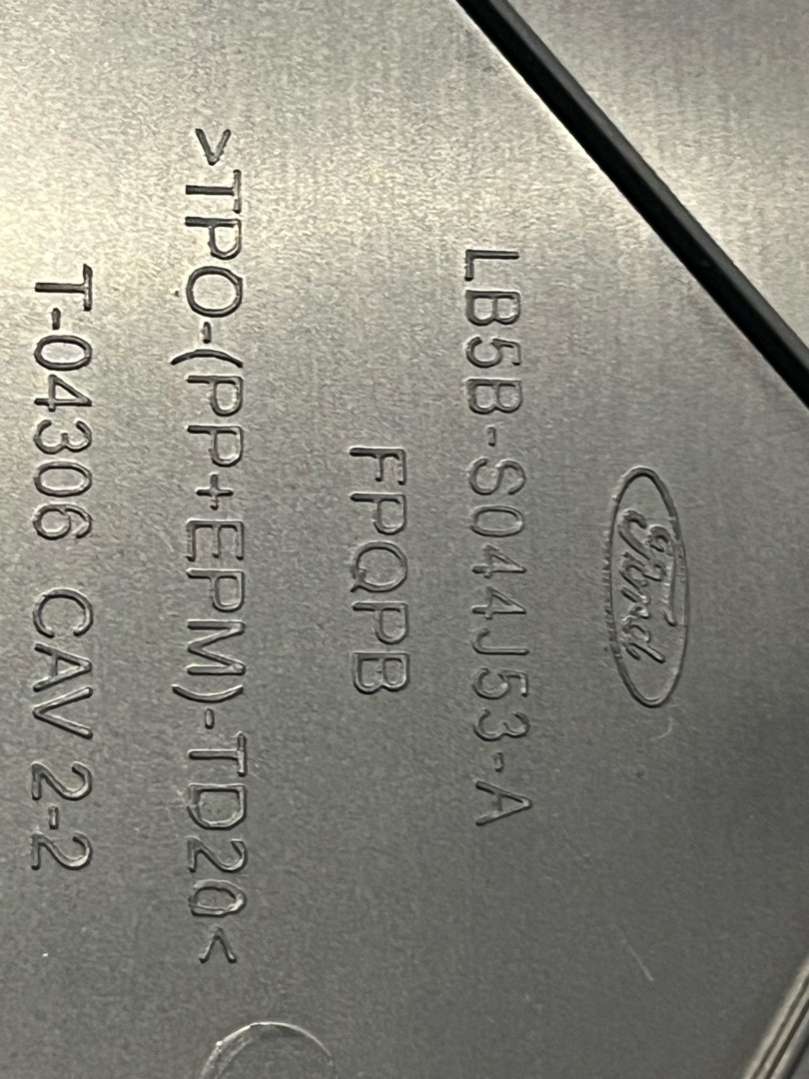 Ford
LB5B-S044J53-A
FPQPB
>TPO-(PP+EPM)-TD20<
T-04306 CAV 2-2